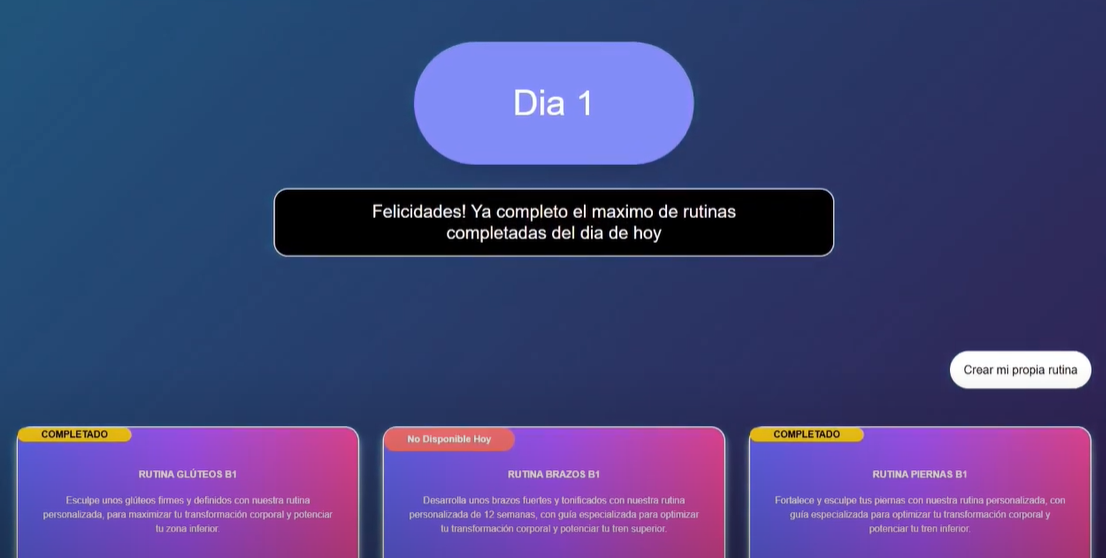 Dia 1
Felicidades! Ya completo el maximo de rutinas
completadas del dia de hoy
Crear mi propia rutina
COMPLETADO
RUTINA GLÚTEOS B1
Esculpe unos glúteos firmes y definidos con nuestra rutina
personalizada, para maximizar tu transformación corporal y potenciar
tu zona inferior.
No Disponible Hoy
RUTINA BRAZOS B1
Desarrolla unos brazos fuertes y tonificados con nuestra rutina
personalizada de 12 semanas, con guía especializada para optimizar
tu transformación corporal y potenciar tu tren superior.
COMPLETADO
RUTINA PIERNAS B1
Fortalece y esculpe tus piernas con nuestra rutina personalizada, con
guía especializada para optimizar tu transformación corporal y
potenciar tu tren inferior.